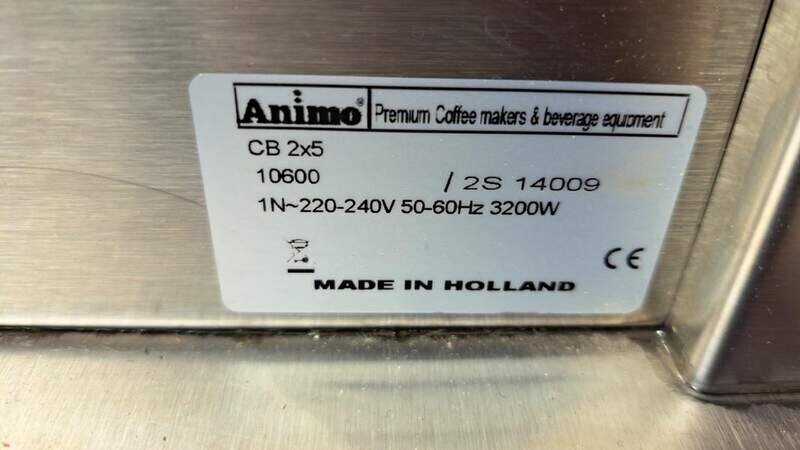 Animo® Premium Coffee makers & beverage equipment
CB 2x5
10600 / 2S 14009
1N~220-240V 50-60Hz 3200W
CE
MADE IN HOLLAND